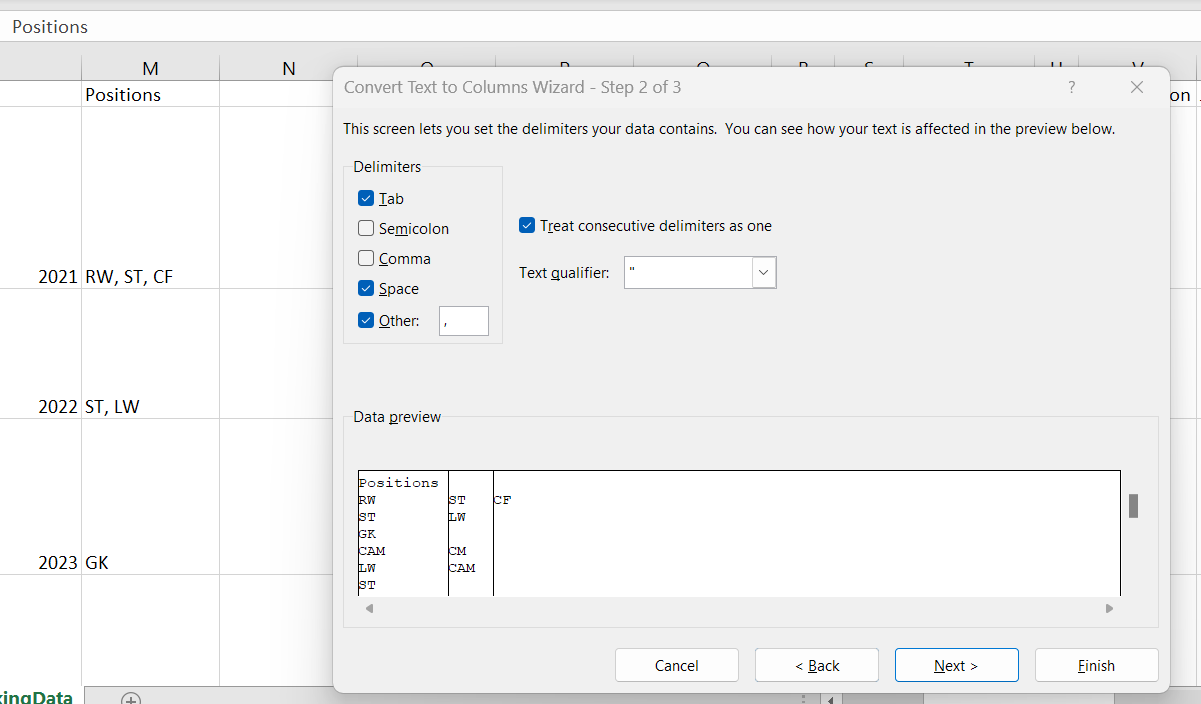 Positions
M N
Convert Text to Columns Wizard - Step 2 of 3 ?
Positions
on
This screen lets you set the delimiters your data contains. You can see how your text is affected in the preview below.
Delimiters
Tab
Semicolon
Treat consecutive delimiters as one
Comma
Text qualifier: "
2021 RW, ST, CF
Space
Other: ,
2022 ST, LW
Data preview
Positions
RW ST CF
ST LW
GK
CAM CM
LW CAM
ST
2023 GK
Cancel < Back Next > Finish
kingData